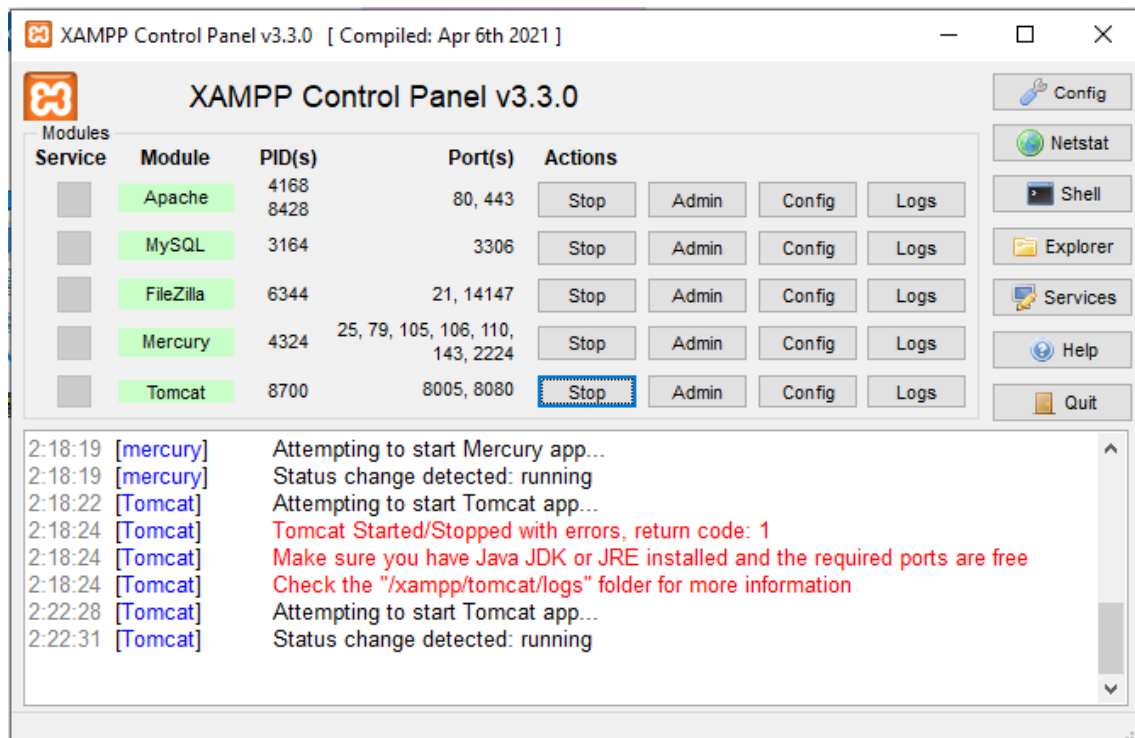 XAMPP Control Panel v3.3.0 [ Compiled: Apr 6th 2021 ]
XAMPP Control Panel v3.3.0
Config
Modules
Service Module PID(s) Port(s) Actions
Netstat
Apache 4168 8428 80, 443 Stop Admin Config Logs
Shell
MySQL 3164 3306 Stop Admin Config Logs
Explorer
FileZilla 6344 21, 14147 Stop Admin Config Logs
Services
Mercury 4324 25, 79, 105, 106, 110, 143, 2224 Stop Admin Config Logs
Help
Tomcat 8700 8005, 8080 Stop Admin Config Logs
Quit
2:18:19 [mercury] Attempting to start Mercury app...
2:18:19 [mercury] Status change detected: running
2:18:22 [Tomcat] Attempting to start Tomcat app...
2:18:24 [Tomcat] Tomcat Started/Stopped with errors, return code: 1
2:18:24 [Tomcat] Make sure you have Java JDK or JRE installed and the required ports are free
2:18:24 [Tomcat] Check the "/xampp/tomcat/logs" folder for more information
2:22:28 [Tomcat] Attempting to start Tomcat app...
2:22:31 [Tomcat] Status change detected: running